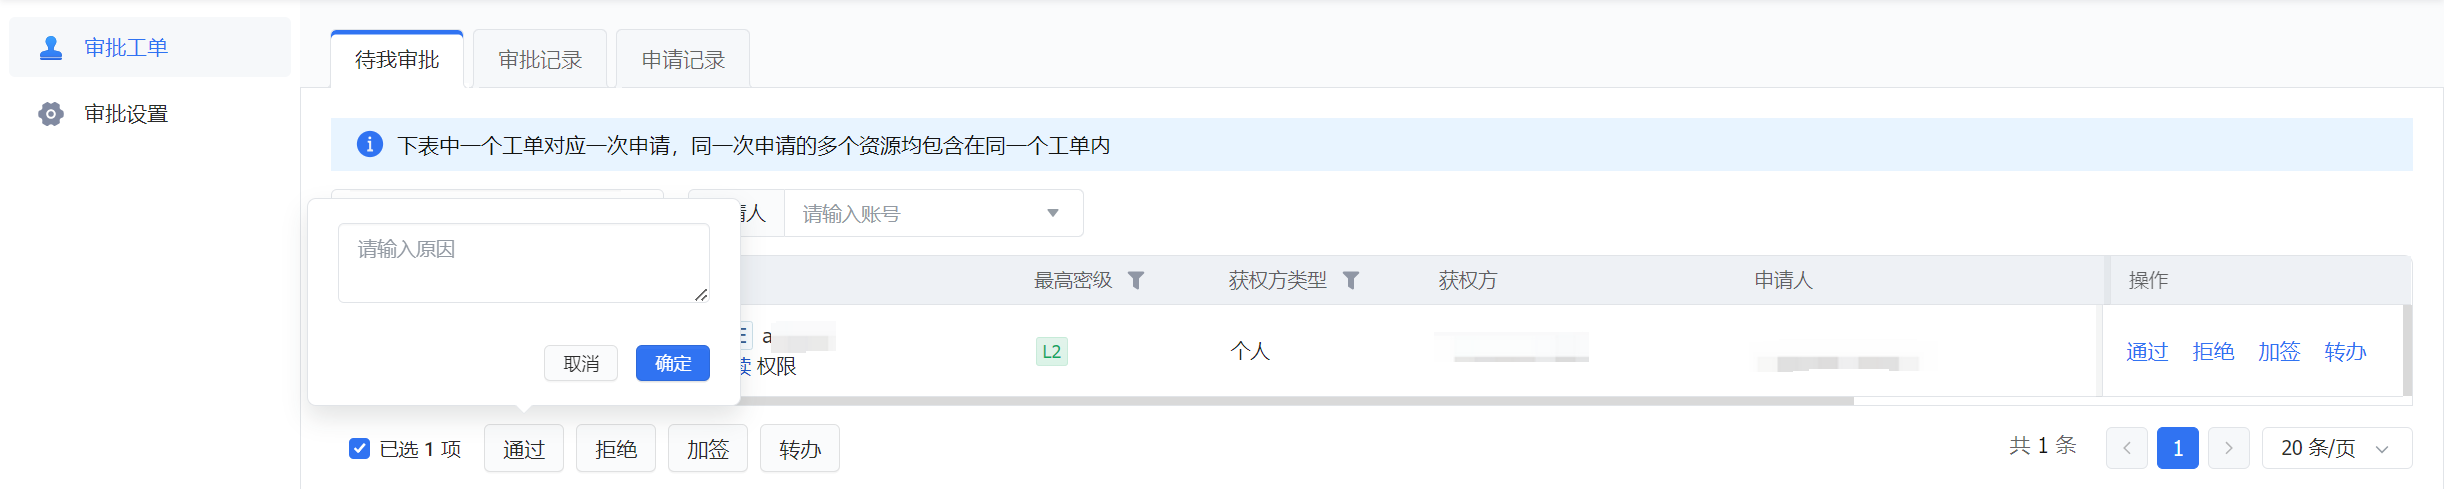 审批工单
审批设置
待我审批 审批记录 申请记录
下表中一个工单对应一次申请，同一次申请的多个资源均包含在同一个工单内
请输入账号
请输入原因
取消 确定
最高密级 获权方类型 获权方 申请人 操作
a
权限
L2 个人 通过 拒绝 加签 转办
已选 1 项 通过 拒绝 加签 转办 共 1 条 1 20 条/页